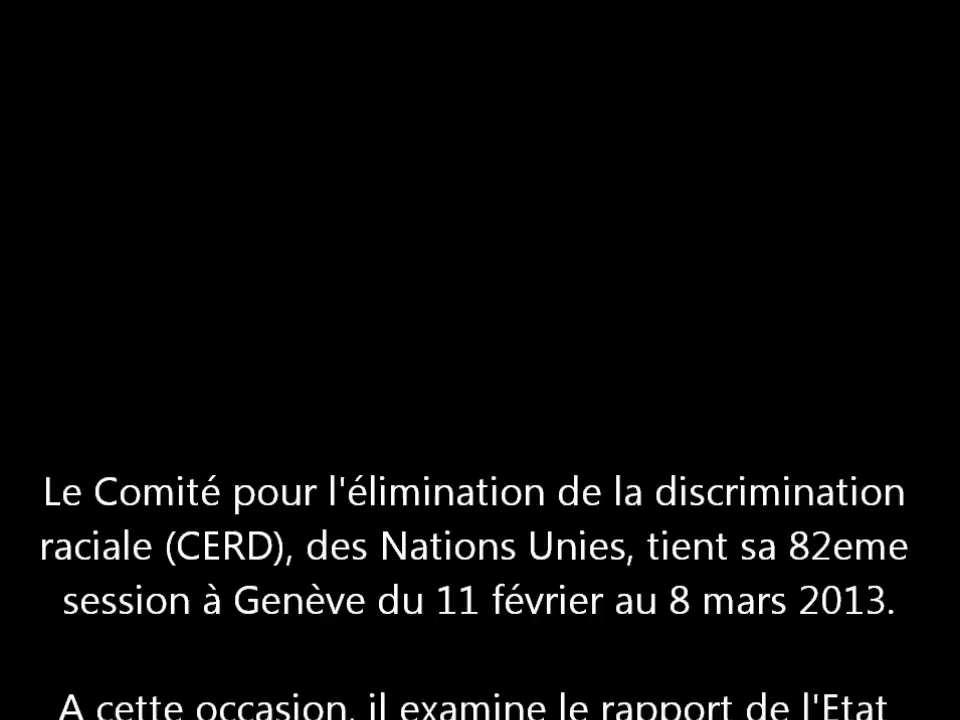 Le Comité pour l'élimination de la discrimination
raciale (CERD), des Nations Unies, tient sa 82eme
session à Genève du 11 février au 8 mars 2013.
A cette occasion, il examine le rapport de l'Etat